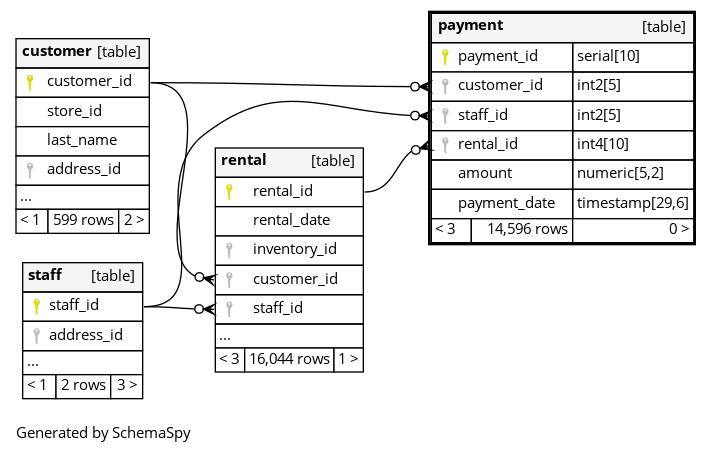 customer [table]
customer_id
store_id
last_name
address_id
...
< 1 599 rows 2 >
staff [table]
staff_id
address_id
...
< 1 2 rows 3 >
rental [table]
rental_id
rental_date
inventory_id
customer_id
staff_id
...
< 3 16,044 rows 1 >
payment [table]
payment_id serial[10]
customer_id int2[5]
staff_id int2[5]
rental_id int4[10]
amount numeric[5,2]
payment_date timestamp[29,6]
< 3 14,596 rows 0 >
Generated by SchemaSpy